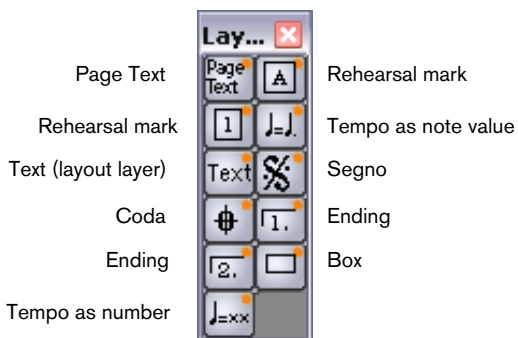 Lay...
Page Text Page Text A Rehearsal mark
Rehearsal mark 1 Tempo as note value
Text (layout layer) Text Segno
Coda 1. Ending
Ending 2. Box
Tempo as number =xx